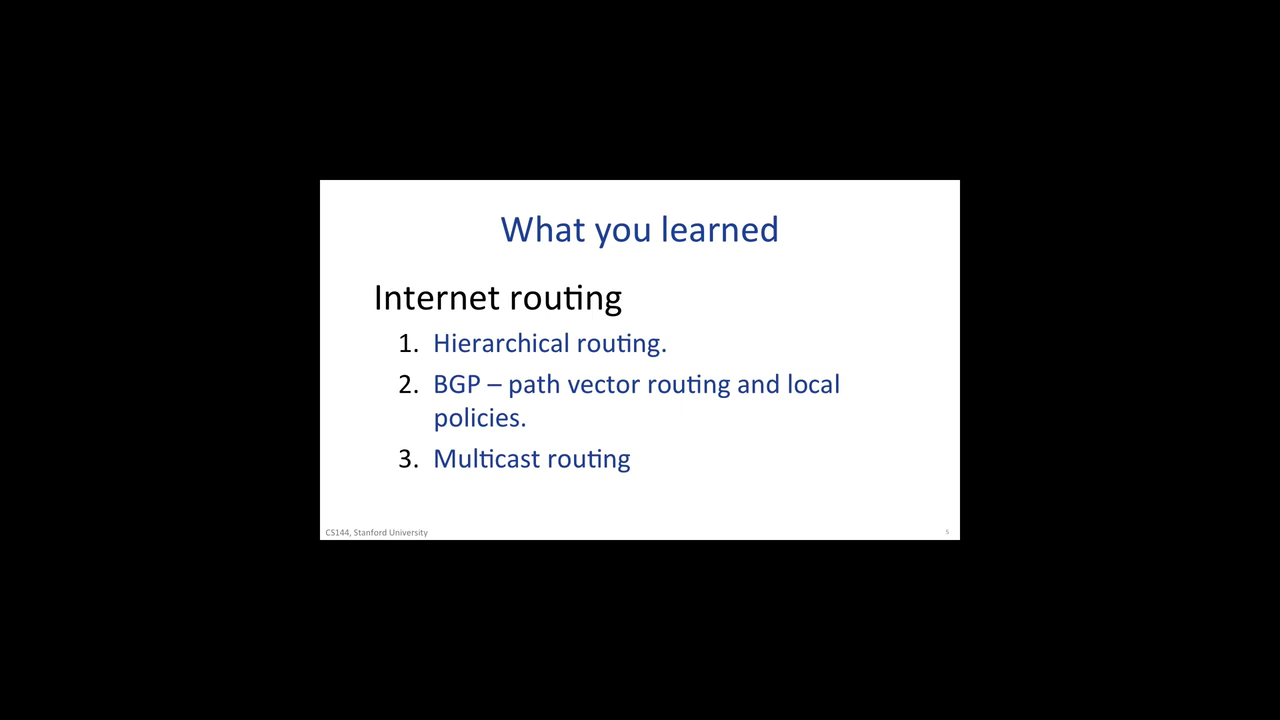 What you learned
Internet routing
1. Hierarchical routing.
2. BGP – path vector routing and local
policies.
3. Multicast routing
CS144, Stanford University
5